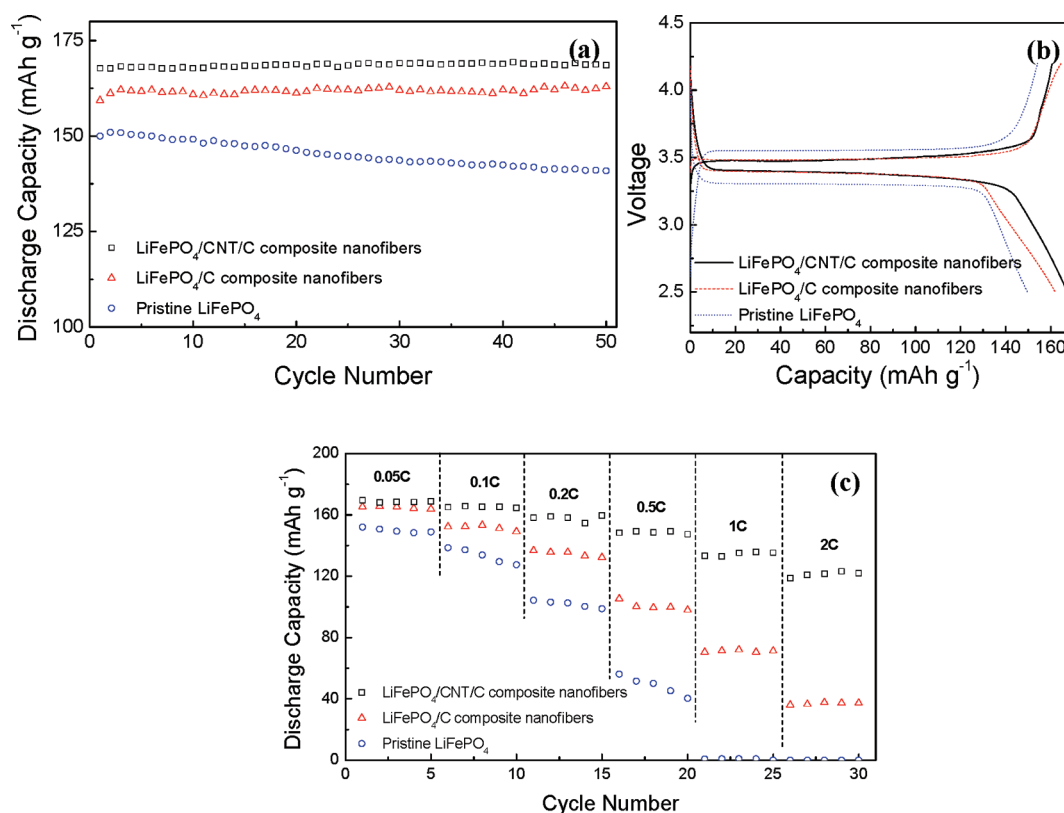 (a)
175
150
125
100
0
10
20
30
40
50
Discharge Capacity (mAh g⁻¹)
LiFePO₄/CNT/C composite nanofibers
LiFePO₄/C composite nanofibers
Pristine LiFePO₄
Cycle Number
(b)
4.5
4.0
3.5
3.0
2.5
0
20
40
60
80
100
120
140
160
Voltage
LiFePO₄/CNT/C composite nanofibers
LiFePO₄/C composite nanofibers
Pristine LiFePO₄
Capacity (mAh g⁻¹)
(c)
200
160
120
80
40
0
0
5
10
15
20
25
30
Discharge Capacity (mAh g⁻¹)
0.05C
0.1C
0.2C
0.5C
1C
2C
LiFePO₄/CNT/C composite nanofibers
LiFePO₄/C composite nanofibers
Pristine LiFePO₄
Cycle Number